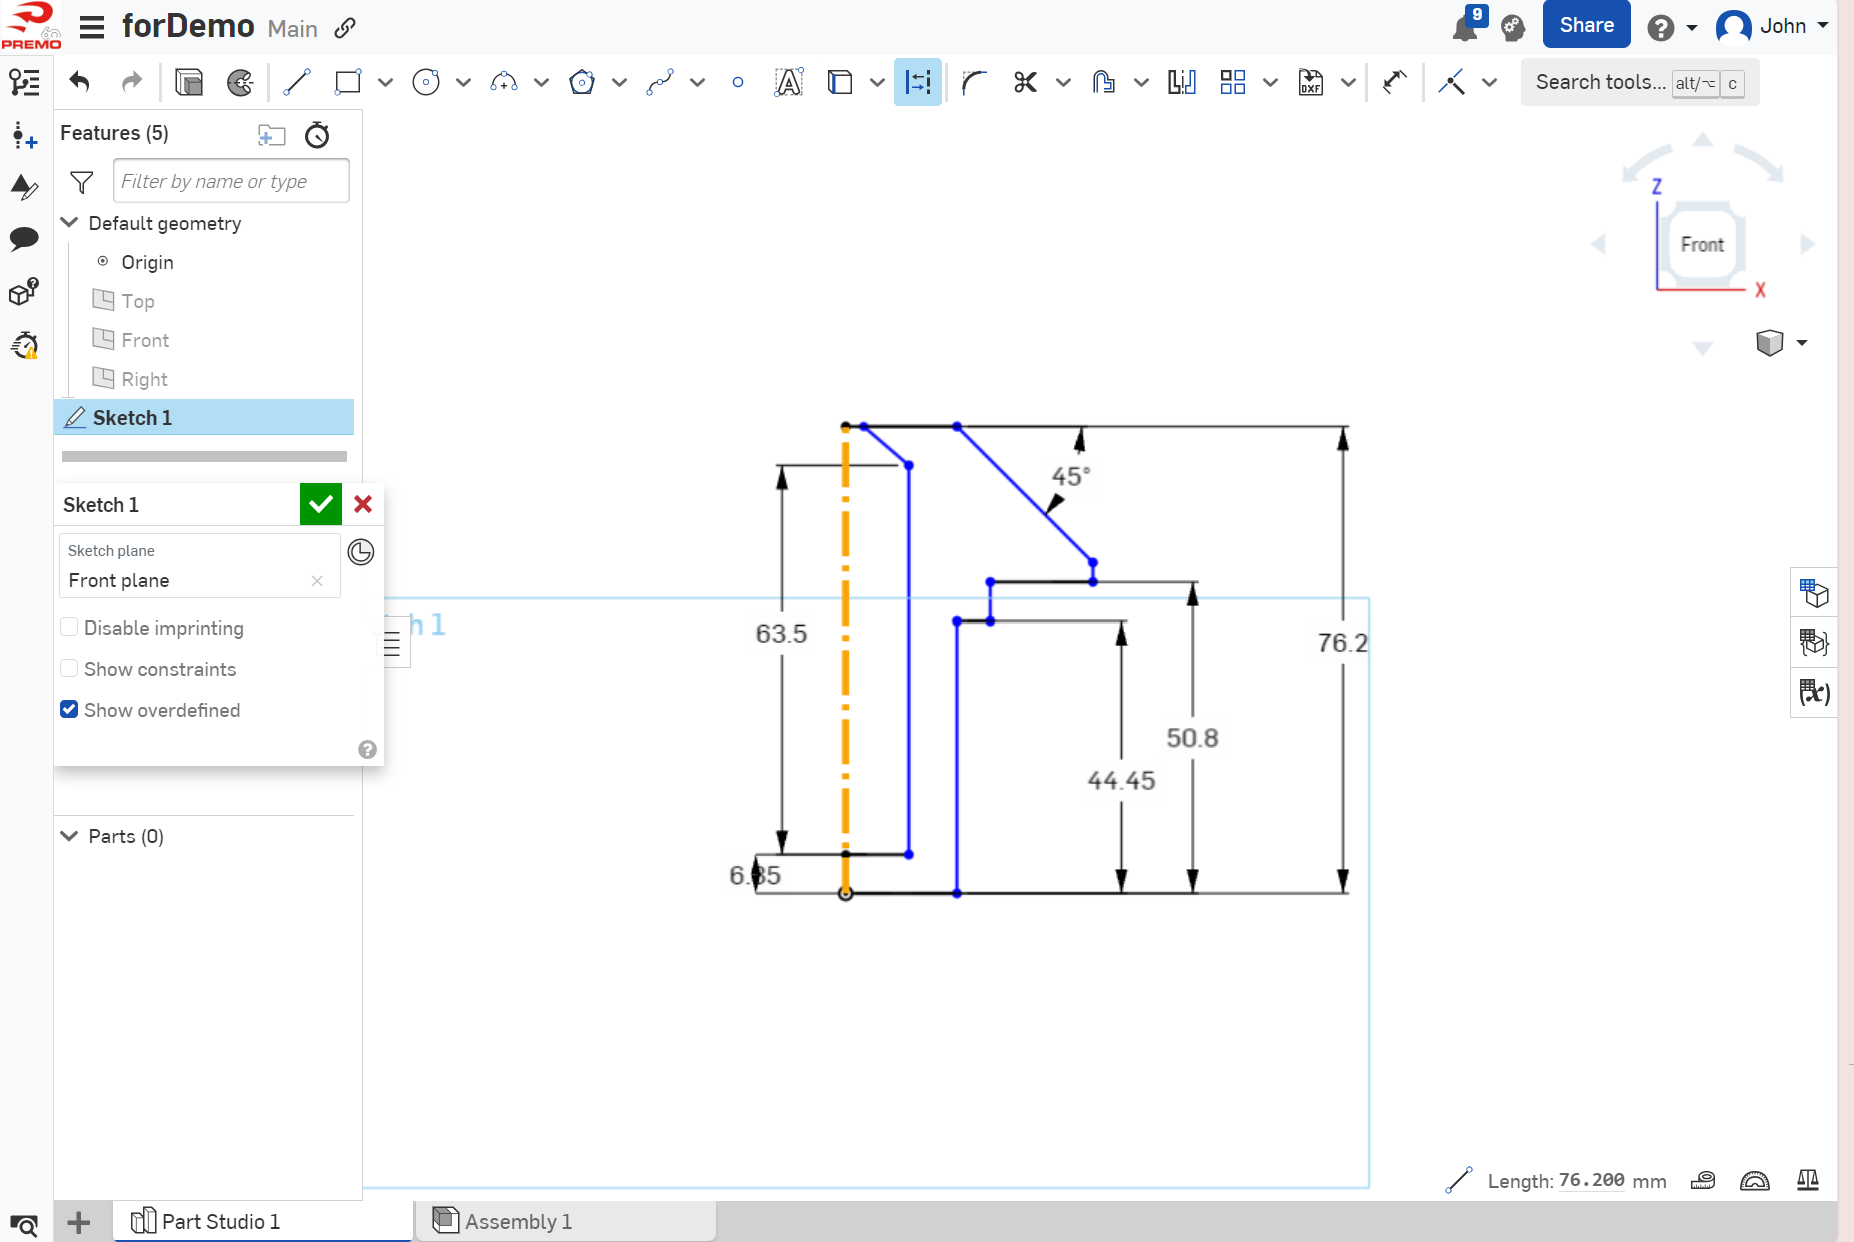 PREMO
forDemo Main
9
Share
John
Search tools... alt/⌥ c
Features (5)
Filter by name or type
Default geometry
Origin
Top
Front
Right
Sketch 1
Sketch 1
Sketch plane
Front plane
Disable imprinting
Show constraints
Show overdefined
Parts (0)
h 1
Z
Front
X
45°
63.5
76.2
50.8
44.45
6.35
DXF
A
(x)
Length: 76.200 mm
Part Studio 1
Assembly 1